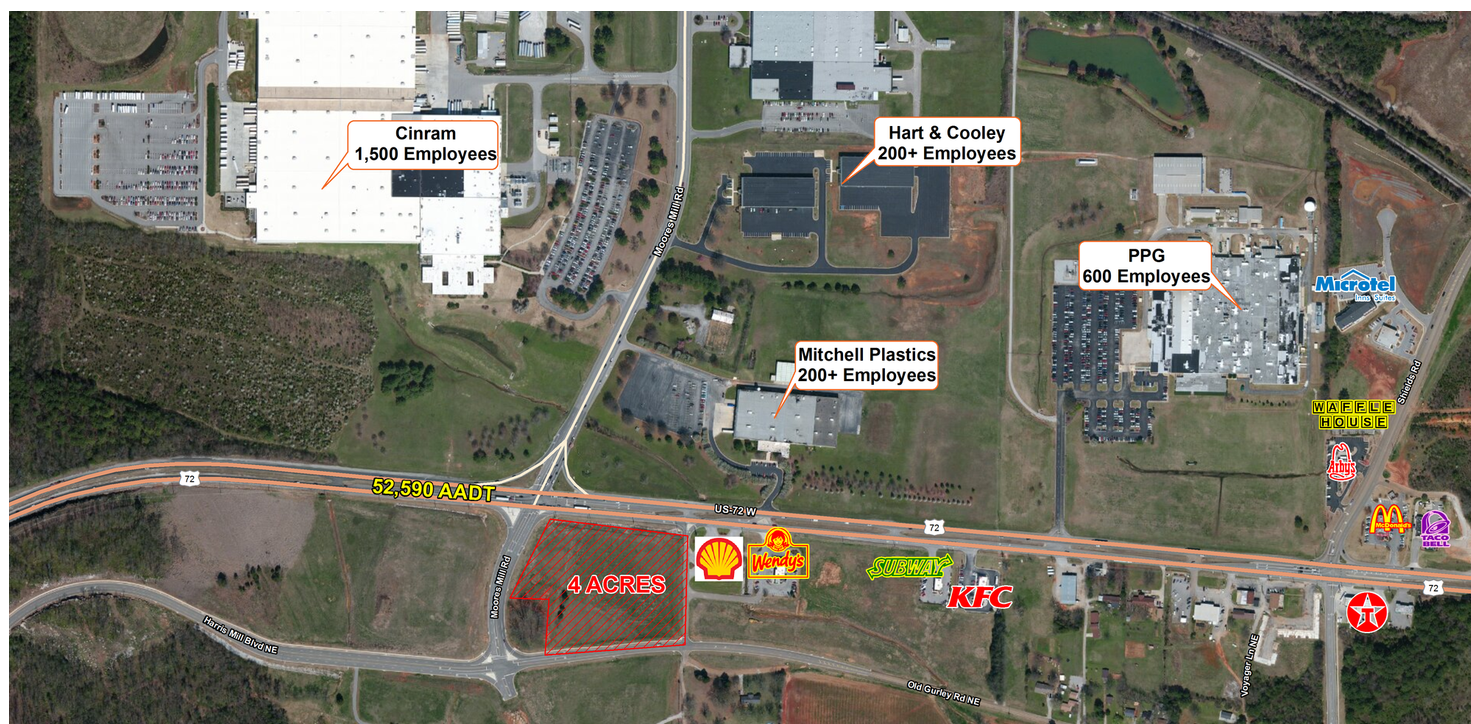 Cinram
1,500 Employees
Hart & Cooley
200+ Employees
Moores Mill Rd
PPG
600 Employees
Microtel
Inns Suites
Mitchell Plastics
200+ Employees
Shields Rd
WAFFLE
HOUSE
Arby's
72
52,590 AADT
US-72 W
72
McDonald's
TACO
BELL
Wendy's
SUBWAY
KFC
4 ACRES
Moores Mill Rd
72
T
Harris Mill Blvd NE
Old Gurley Rd NE
Voyager Ln NE